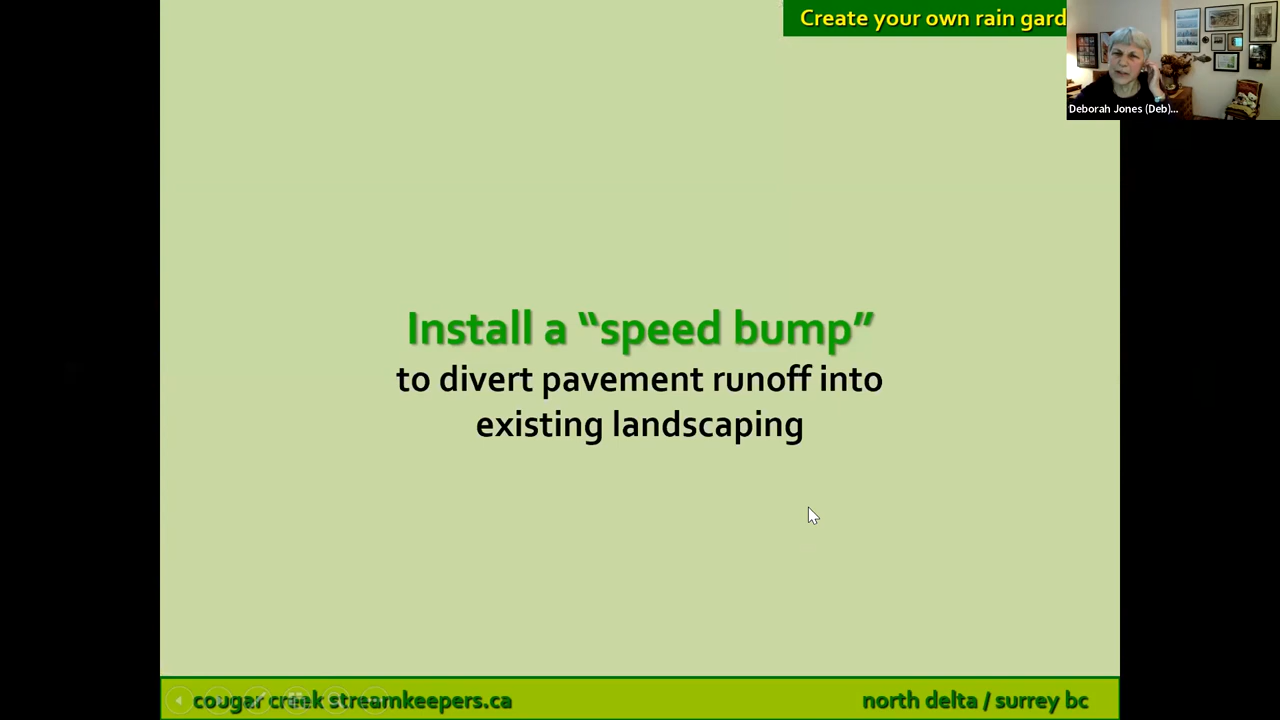 Create your own rain gard
Deborah Jones (Deb)...
Install a “speed bump”
to divert pavement runoff into
existing landscaping
cougar creek streamkeepers.ca
north delta / surrey bc